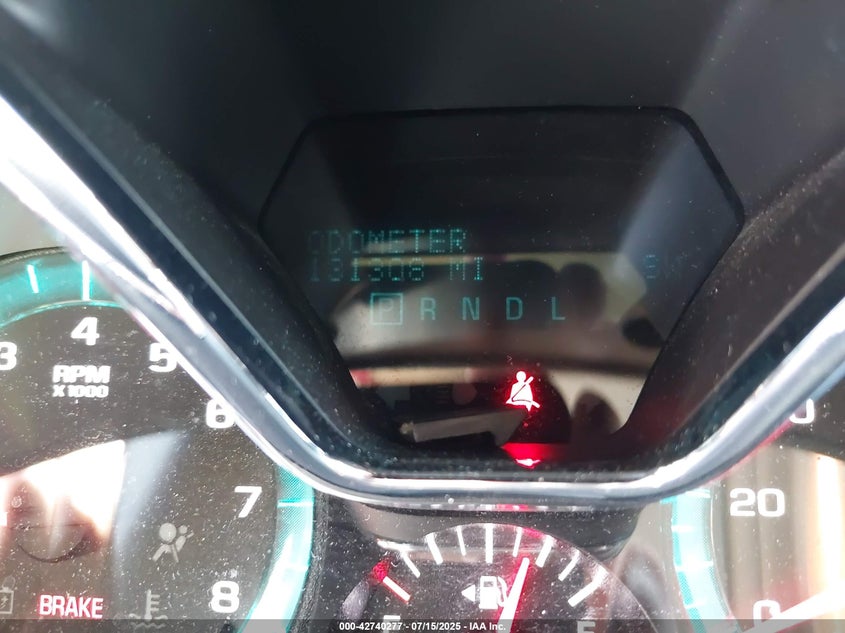 ODOMETER
131308 MI
P R N D L
3 4 5 6 7 8
RPM
X1000
20
0
BRAKE
E F
000-42740277 - 07/15/2025 - IAA Inc.